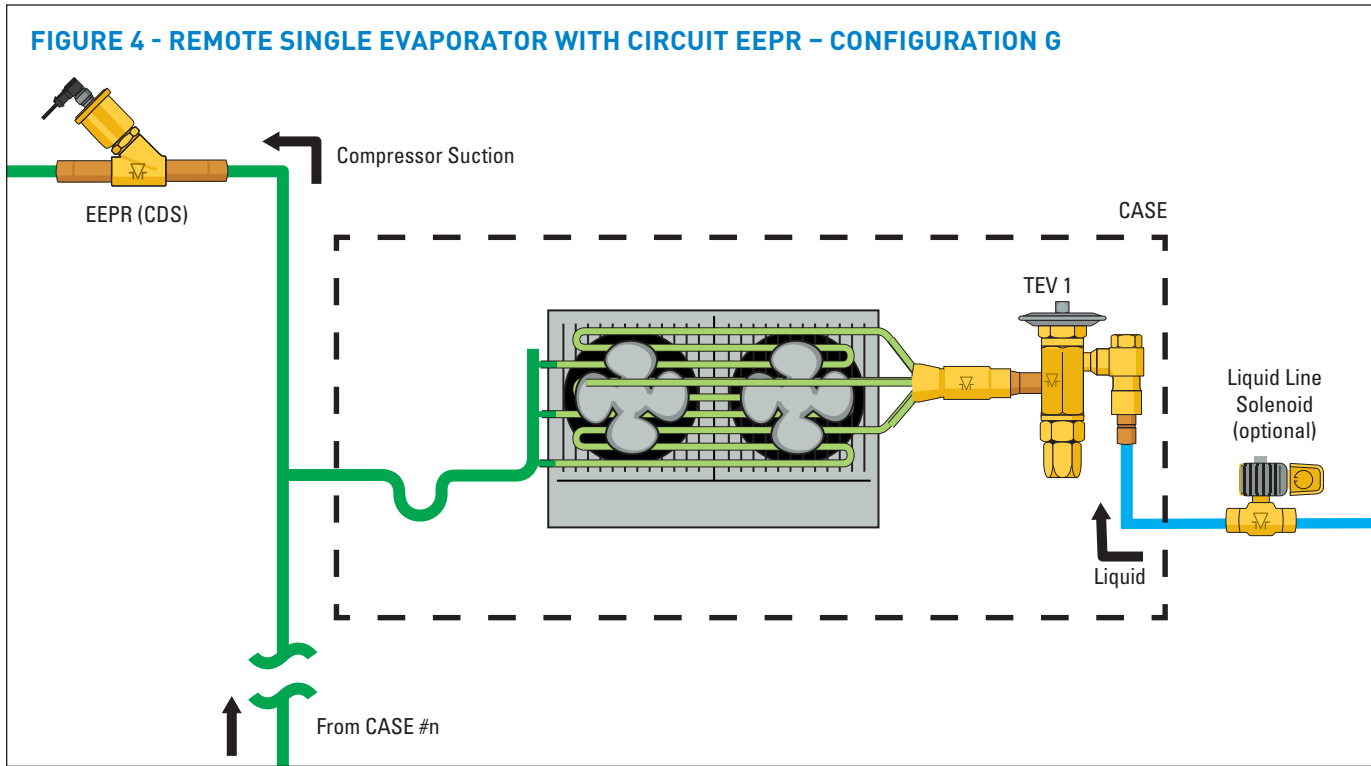 FIGURE 4 - REMOTE SINGLE EVAPORATOR WITH CIRCUIT EEPR – CONFIGURATION G
Compressor Suction
EEPR (CDS)
CASE
TEV 1
Liquid Line
Solenoid
(optional)
Liquid
From CASE #n